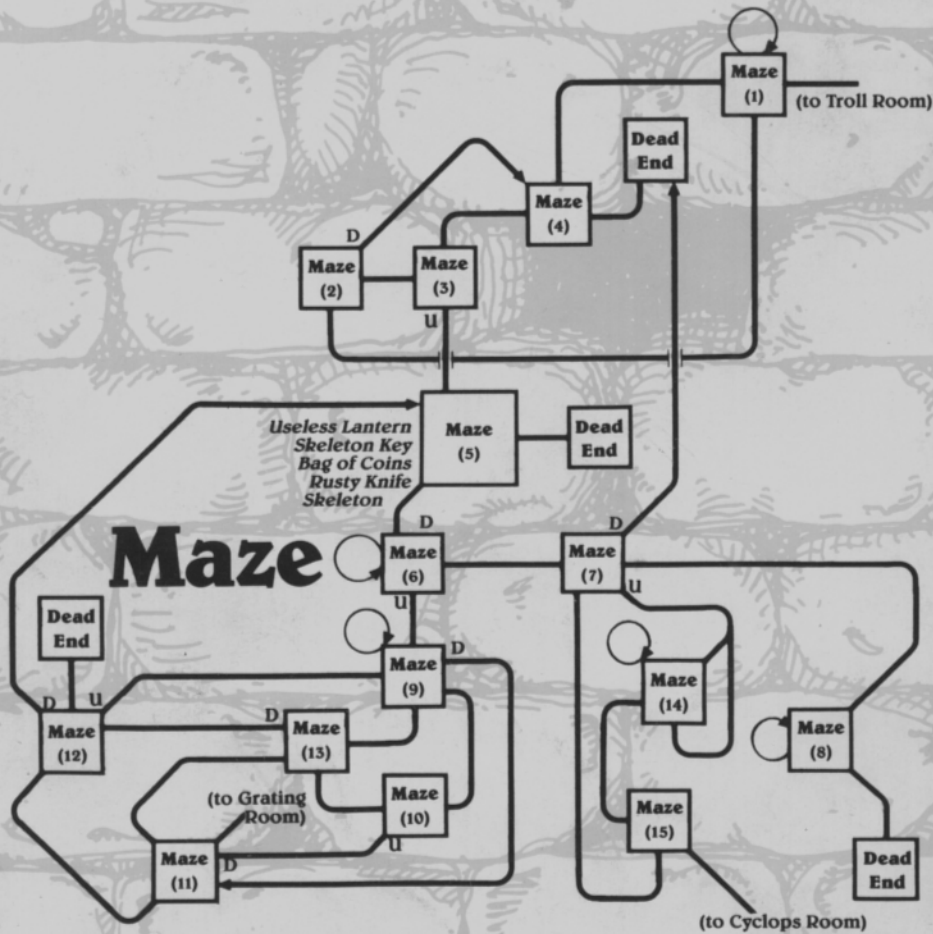 Maze
(1)
(to Troll Room)
Dead
End
Maze
(4)
D
Maze
(2)
Maze
(3)
U
Useless Lantern
Skeleton Key
Bag of Coins
Rusty Knife
Skeleton
Maze
(5)
Dead
End
Maze
D
Maze
(6)
U
D
Maze
(7)
U
Dead
End
Maze
(9)
D
D
U
Maze
(12)
D
Maze
(13)
Maze
(14)
Maze
(8)
(to Grating
Room)
Maze
(10)
U
Maze
(15)
Maze
(11)
D
Dead
End
(to Cyclops Room)